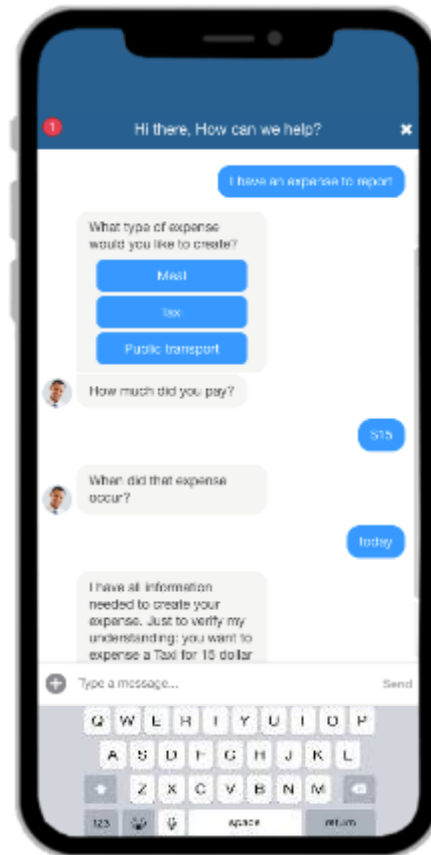 1
Hi there, How can we help?
I have an expense to report
What type of expense
would you like to create?
Meal
Taxi
Public transport
How much did you pay?
$15
When did that expense
occur?
today
I have all information
needed to create your
expense. Just to verify my
understanding: you want to
expense a Taxi for 15 dollar
Type a message...
Send
Q W E R T Y U I O P
A S D F G H J K L
Z X C V B N M
123 space return